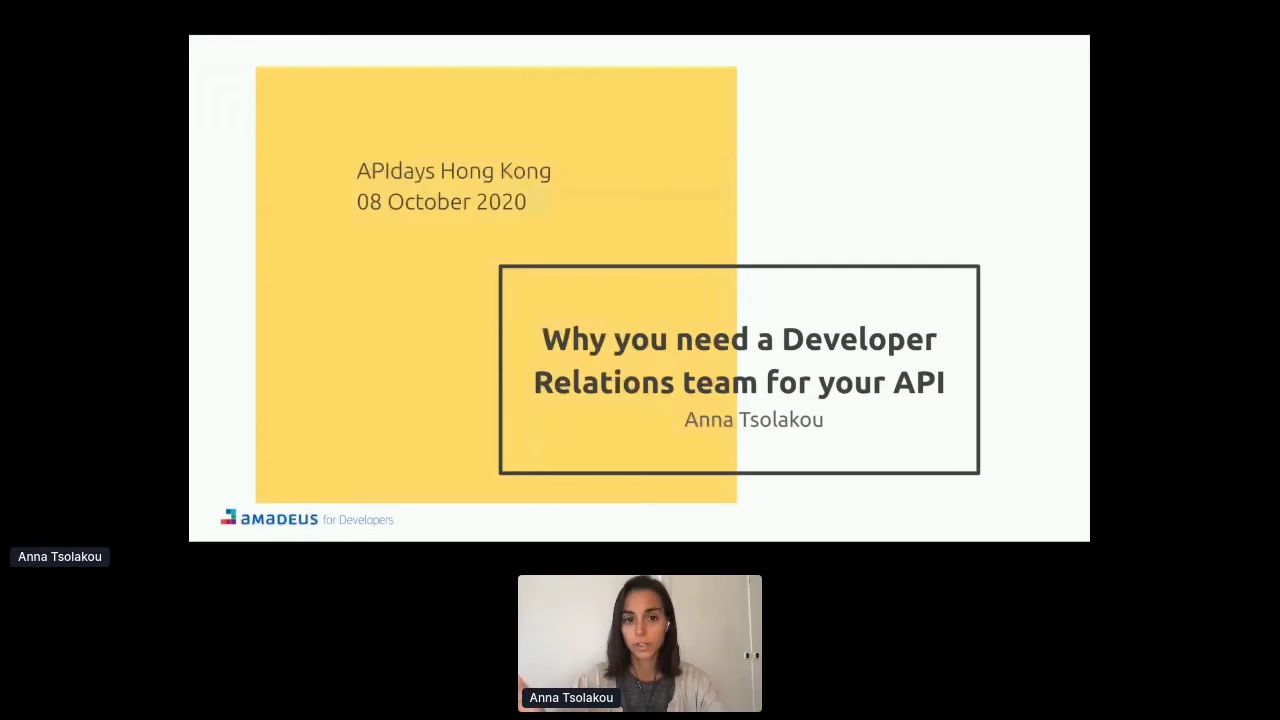 APIdays Hong Kong
08 October 2020
Why you need a Developer
Relations team for your API
Anna Tsolakou
amadeus for Developers
Anna Tsolakou
Anna Tsolakou